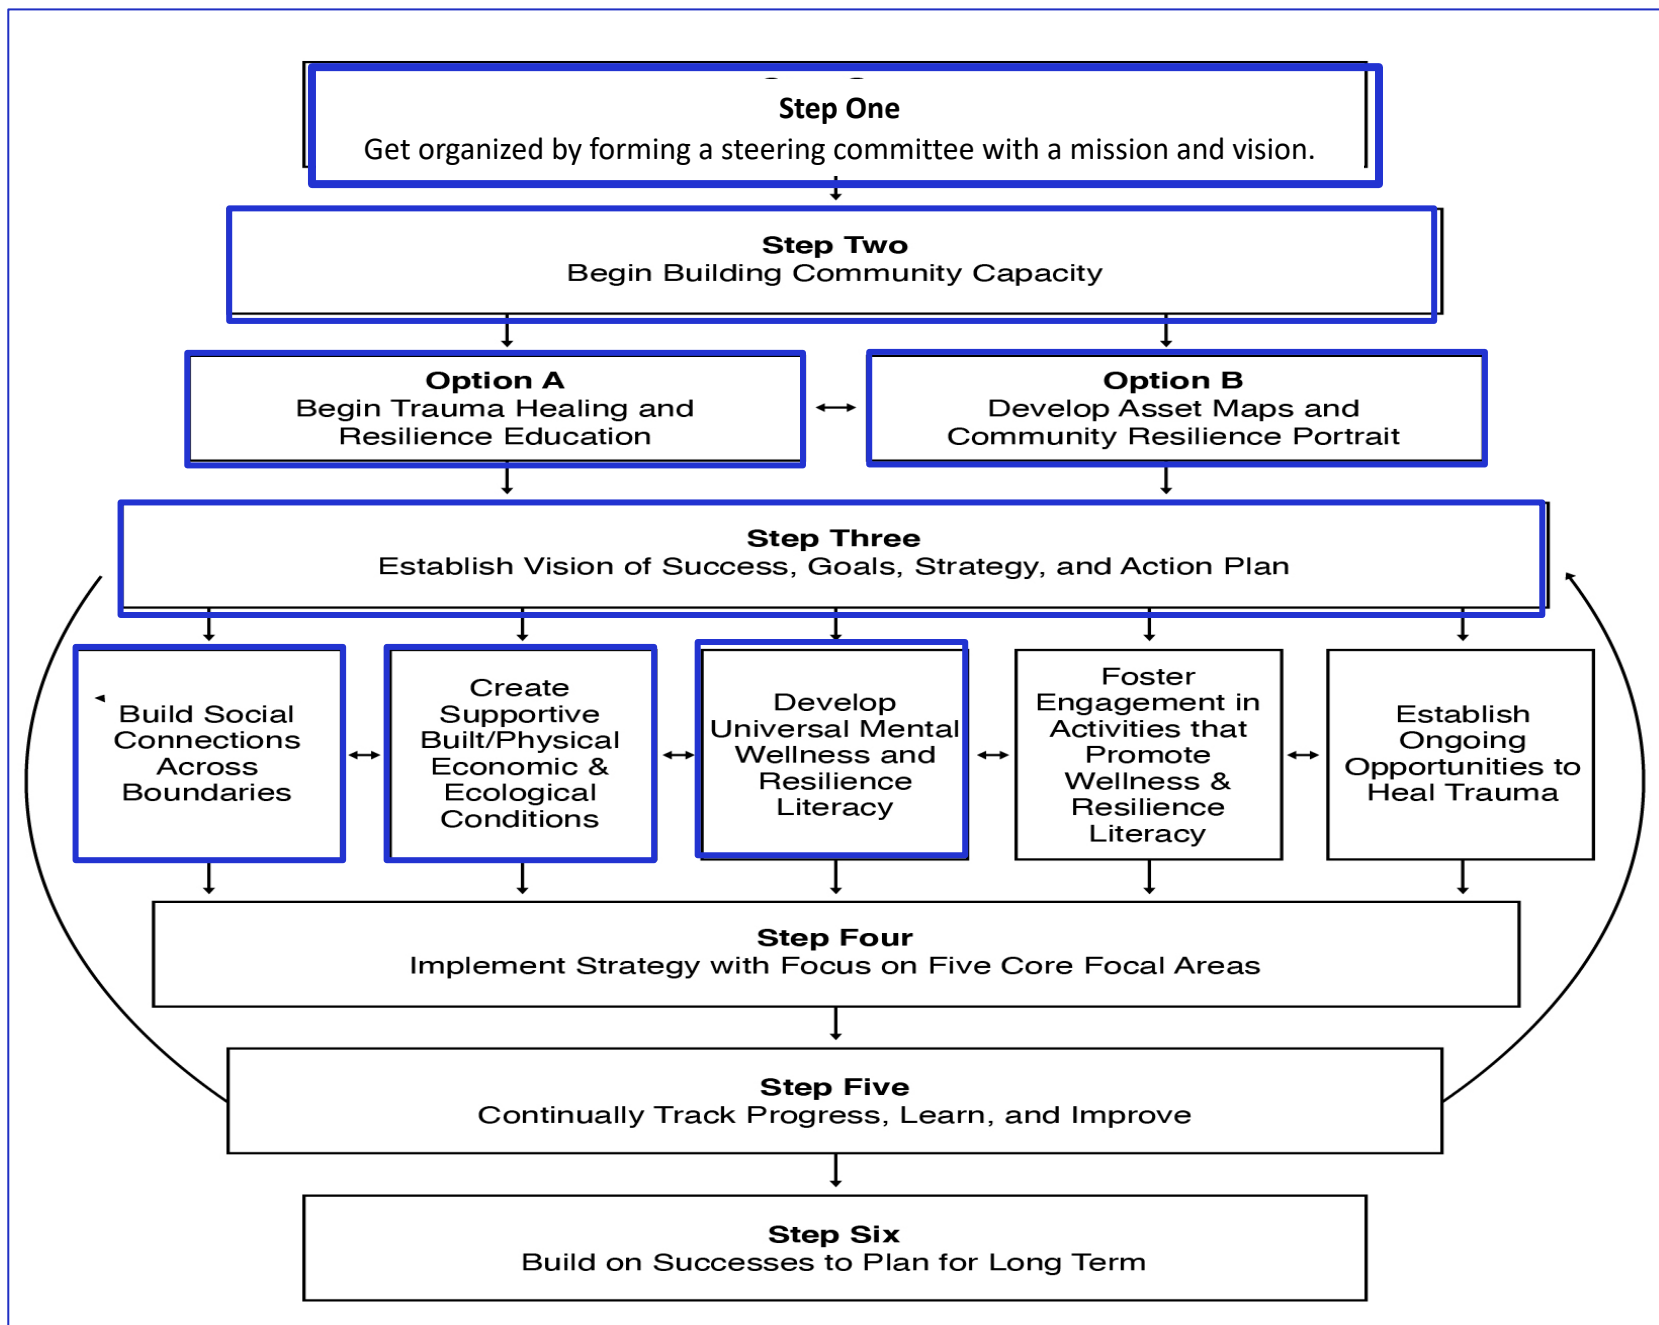 Step One
Get organized by forming a steering committee with a mission and vision.
Step Two
Begin Building Community Capacity
Option A
Begin Trauma Healing and
Resilience Education
Option B
Develop Asset Maps and
Community Resilience Portrait
Step Three
Establish Vision of Success, Goals, Strategy, and Action Plan
Build Social
Connections
Across
Boundaries
Create
Supportive
Built/Physical
Economic &
Ecological
Conditions
Develop
Universal Mental
Wellness and
Resilience
Literacy
Foster
Engagement in
Activities that
Promote
Wellness &
Resilience
Literacy
Establish
Ongoing
Opportunities to
Heal Trauma
Step Four
Implement Strategy with Focus on Five Core Focal Areas
Step Five
Continually Track Progress, Learn, and Improve
Step Six
Build on Successes to Plan for Long Term